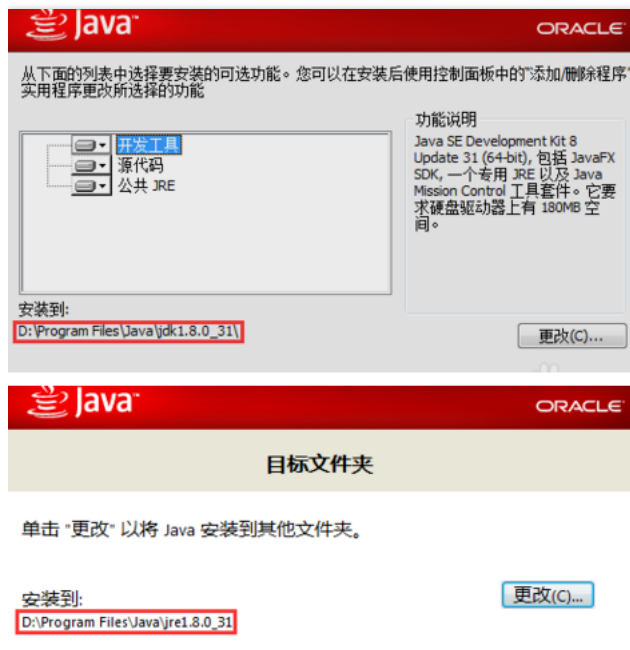 Java™
ORACLE®
从下面的列表中选择要安装的可选功能。您可以在安装后使用控制面板中的“添加/删除程序”
实用程序更改所选择的功能
开发工具
源代码
公共 JRE
功能说明
Java SE Development Kit 8
Update 31 (64-bit), 包括 JavaFX
SDK, 一个专用 JRE 以及 Java
Mission Control 工具套件。它要
求硬盘驱动器上有 180MB 空
间。
安装到:
D:\Program Files\Java\jdk1.8.0_31\
更改(C)...
Java™
ORACLE®
目标文件夹
单击 "更改" 以将 Java 安装到其他文件夹。
安装到:
更改(C)...
D:\Program Files\Java\jre1.8.0_31